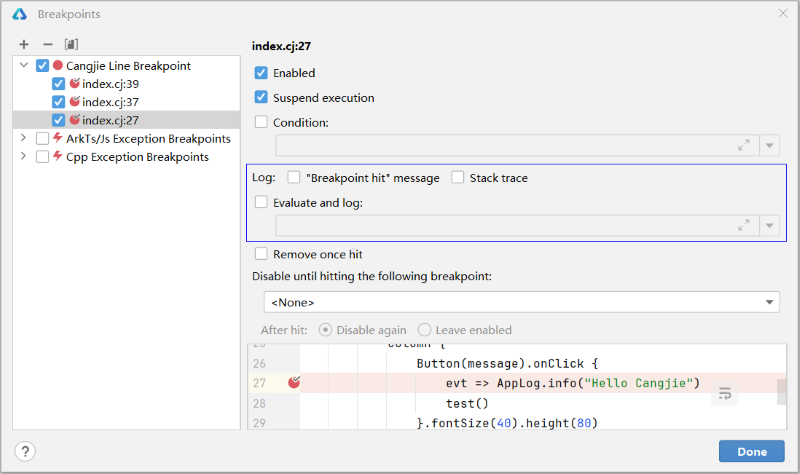 Breakpoints
index.cj:27
Cangjie Line Breakpoint
index.cj:39
index.cj:37
index.cj:27
ArkTs/Js Exception Breakpoints
Cpp Exception Breakpoints
Enabled
Suspend execution
Condition:
Log: "Breakpoint hit" message Stack trace
Evaluate and log:
Remove once hit
Disable until hitting the following breakpoint:
<None>
After hit: Disable again Leave enabled
25 Column {
26 Button(message).onClick {
27 evt => AppLog.info("Hello Cangjie")
28 test()
29 }.fontSize(40).height(80)
?
Done